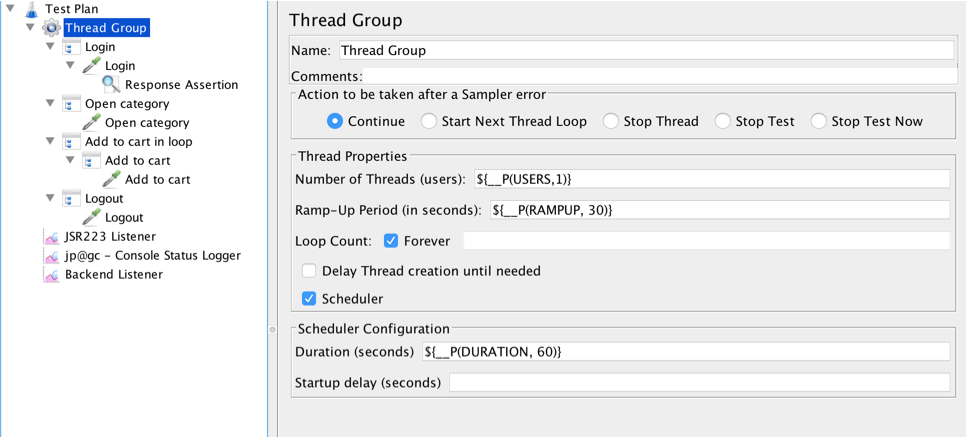 Test Plan
Thread Group
Login
Login
Response Assertion
Open category
Open category
Add to cart in loop
Add to cart
Add to cart
Logout
Logout
JSR223 Listener
jp@gc - Console Status Logger
Backend Listener
Thread Group
Name: Thread Group
Comments:
Action to be taken after a Sampler error
Continue Start Next Thread Loop Stop Thread Stop Test Stop Test Now
Thread Properties
Number of Threads (users): ${__P(USERS,1)}
Ramp-Up Period (in seconds): ${__P(RAMPUP, 30)}
Loop Count: Forever
Delay Thread creation until needed
Scheduler
Scheduler Configuration
Duration (seconds) ${__P(DURATION, 60)}
Startup delay (seconds)